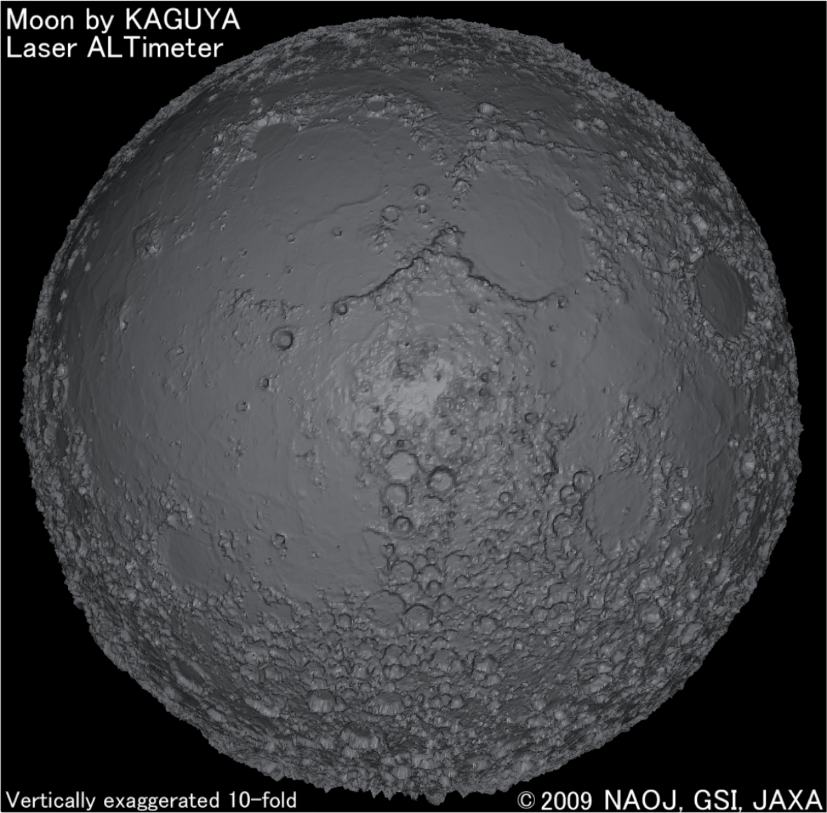 Moon by KAGUYA
Laser ALTimeter
Vertically exaggerated 10-fold
© 2009 NAOJ, GSI, JAXA